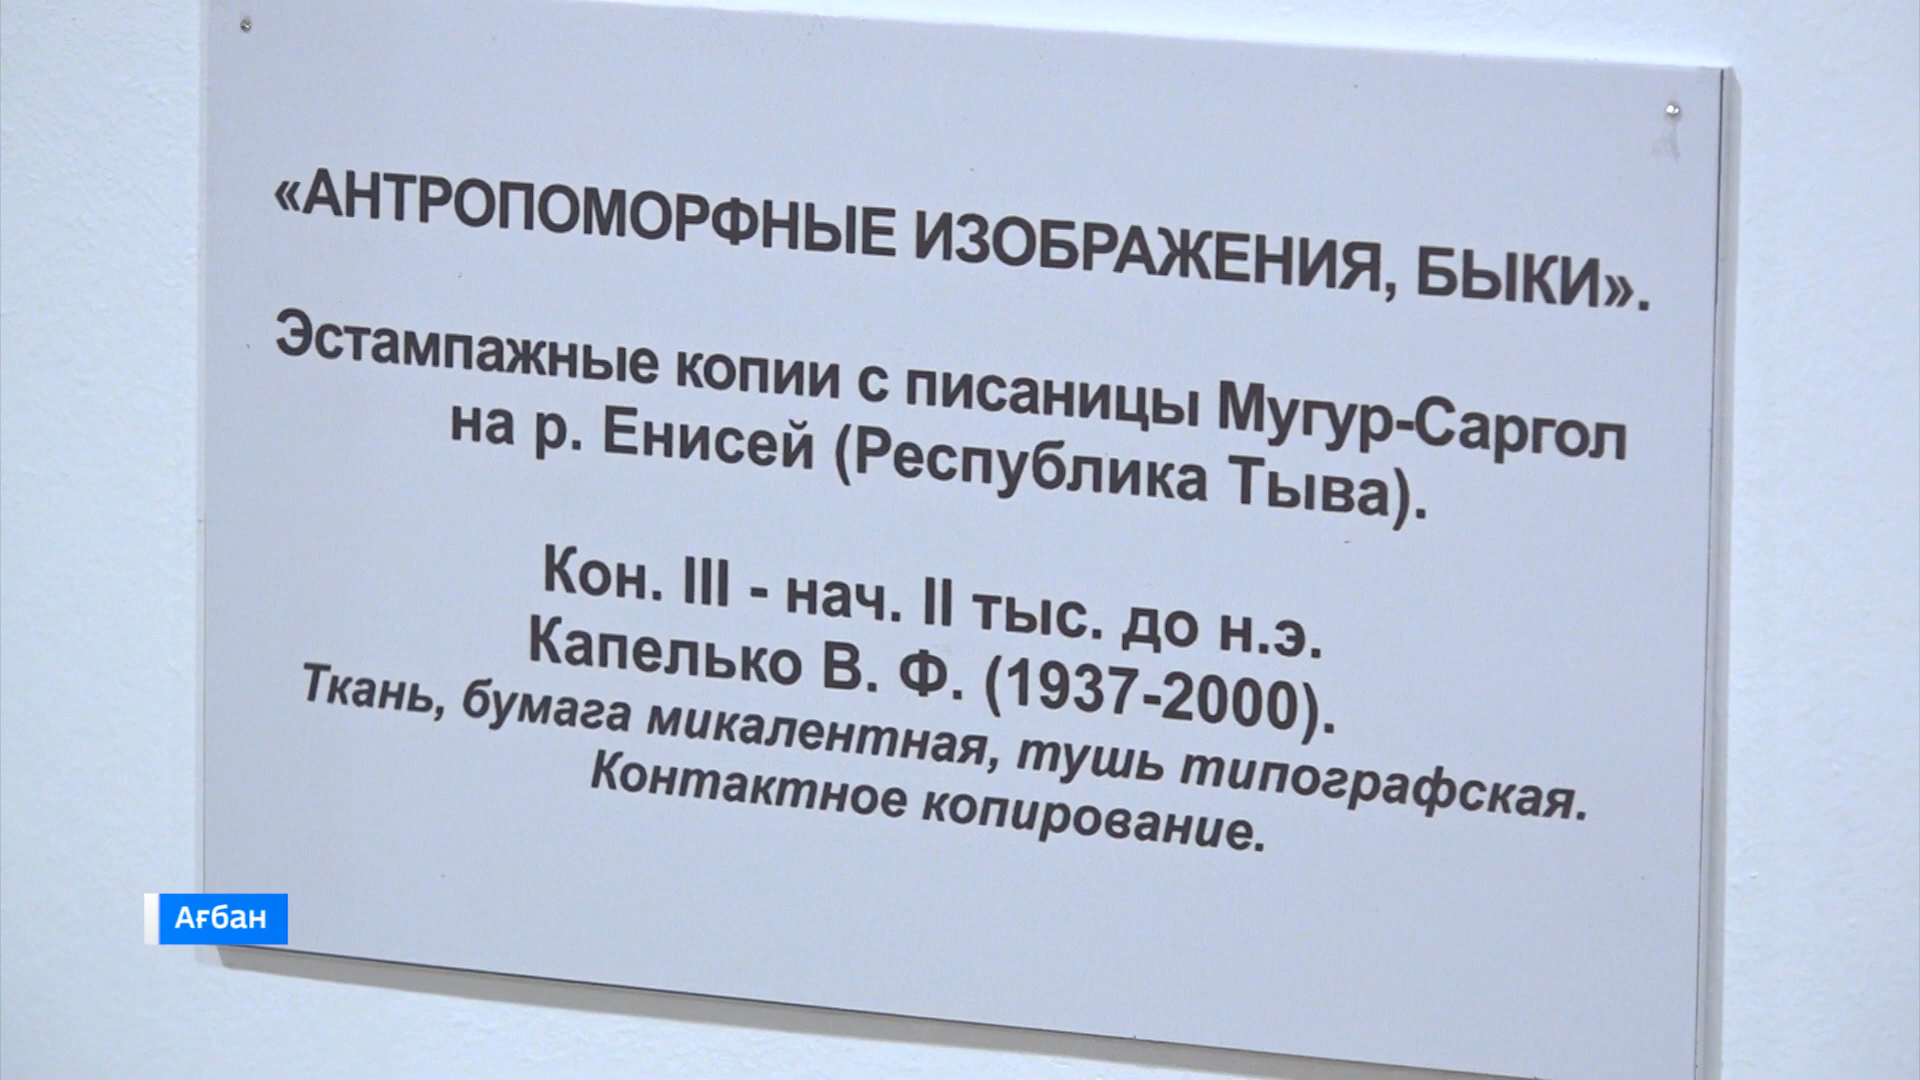 «АНТРОПОМОРФНЫЕ ИЗОБРАЖЕНИЯ, БЫКИ».
Эстампажные копии с писаницы Мугур-Саргол
на р. Енисей (Республика Тыва).
Кон. III - нач. II тыс. до н.э.
Капелько В. Ф. (1937-2000).
Ткань, бумага микалентная, тушь типографская.
Контактное копирование.
Ағбан